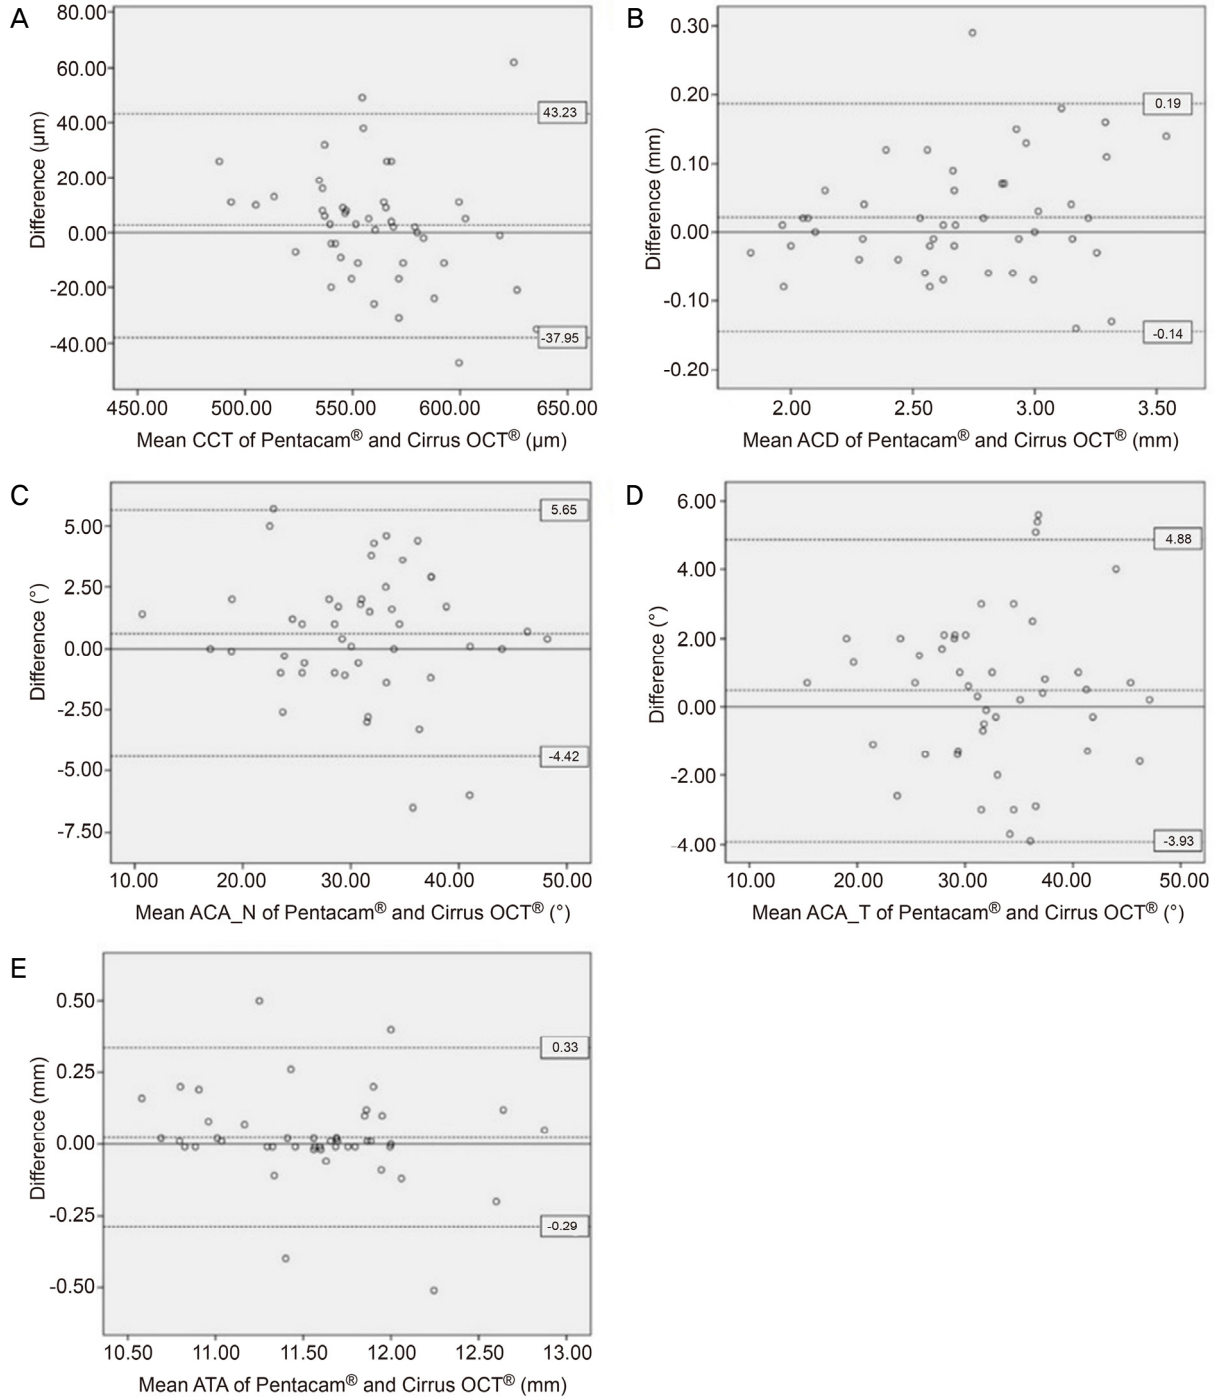 A
80.00
60.00
40.00
20.00
0.00
-20.00
-40.00
Difference (µm)
43.23
-37.95
450.00 500.00 550.00 600.00 650.00
Mean CCT of Pentacam® and Cirrus OCT® (µm)
B
0.30
0.20
0.10
0.00
-0.10
-0.20
Difference (mm)
0.19
-0.14
2.00 2.50 3.00 3.50
Mean ACD of Pentacam® and Cirrus OCT® (mm)
C
5.00
2.50
0.00
-2.50
-5.00
-7.50
Difference (°)
5.65
-4.42
10.00 20.00 30.00 40.00 50.00
Mean ACA_N of Pentacam® and Cirrus OCT® (°)
D
6.00
4.00
2.00
0.00
-2.00
-4.00
Difference (°)
4.88
-3.93
10.00 20.00 30.00 40.00 50.00
Mean ACA_T of Pentacam® and Cirrus OCT® (°)
E
0.50
0.25
0.00
-0.25
-0.50
Difference (mm)
0.33
-0.29
10.50 11.00 11.50 12.00 12.50 13.00
Mean ATA of Pentacam® and Cirrus OCT® (mm)